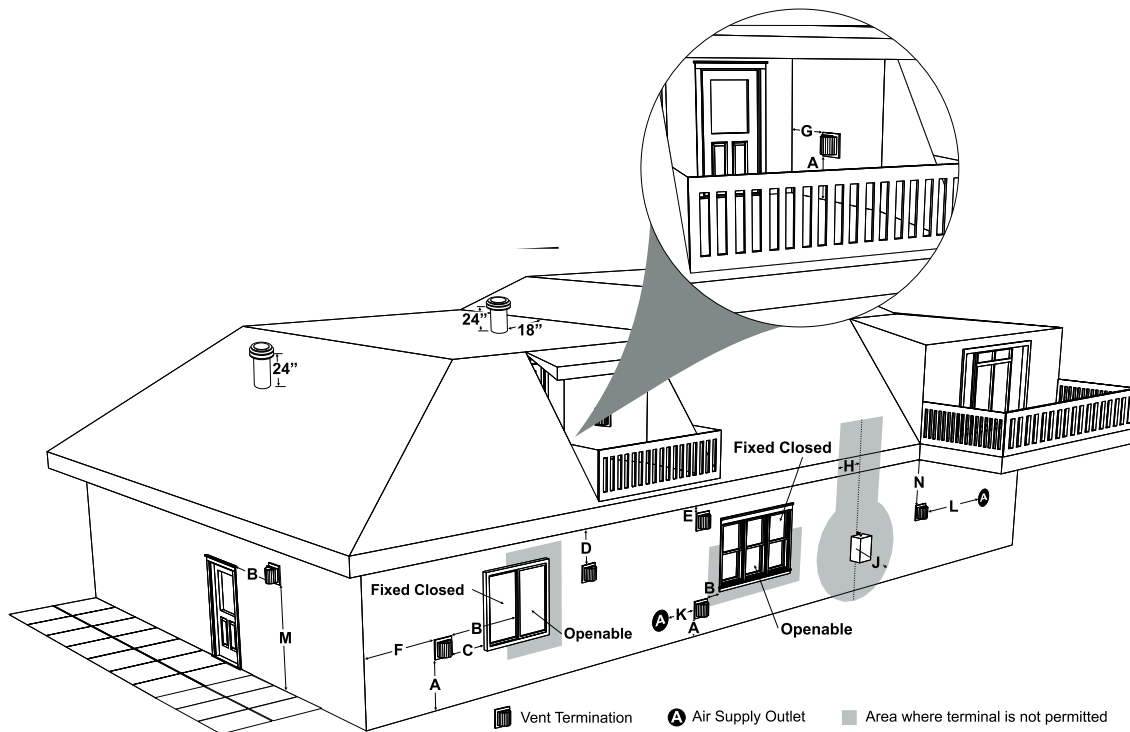 G
A
24”
18”
24”
Fixed Closed
H
N
L
A
E
D
J
B
B
Fixed Closed
B
K
A
A
Openable
Openable
M
F
C
A
Vent Termination
A Air Supply Outlet
Area where terminal is not permitted